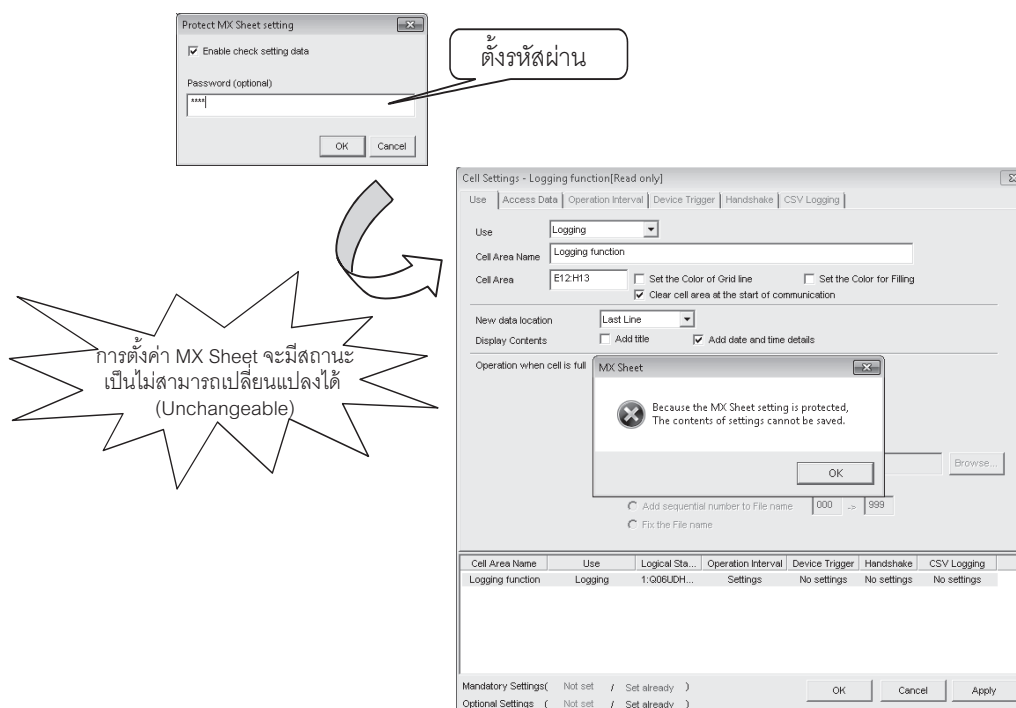 Protect MX Sheet setting
Enable check setting data
Password (optional)
****
OK Cancel
ตั้งรหัสผ่าน
การตั้งค่า MX Sheet จะมีสถานะ
เป็นไม่สามารถเปลี่ยนแปลงได้
(Unchangeable)
Cell Settings - Logging function[Read only]
Use Access Data Operation Interval Device Trigger Handshake CSV Logging
Use Logging
Cell Area Name Logging function
Cell Area E12:H13 Set the Color of Grid line Set the Color for Filling
Clear cell area at the start of communication
New data location Last Line
Display Contents Add title Add date and time details
Operation when cell is full
MX Sheet
Because the MX Sheet setting is protected,
The contents of settings cannot be saved.
OK
Browse...
Add sequential number to File name 000 -> 999
Fix the File name
Cell Area Name Use Logical Sta... Operation Interval Device Trigger Handshake CSV Logging
Logging function Logging 1:Q06UDH... Settings No settings No settings No settings
Mandatory Settings( Not set / Set already )
Optional Settings ( Not set / Set already )
OK Cancel Apply